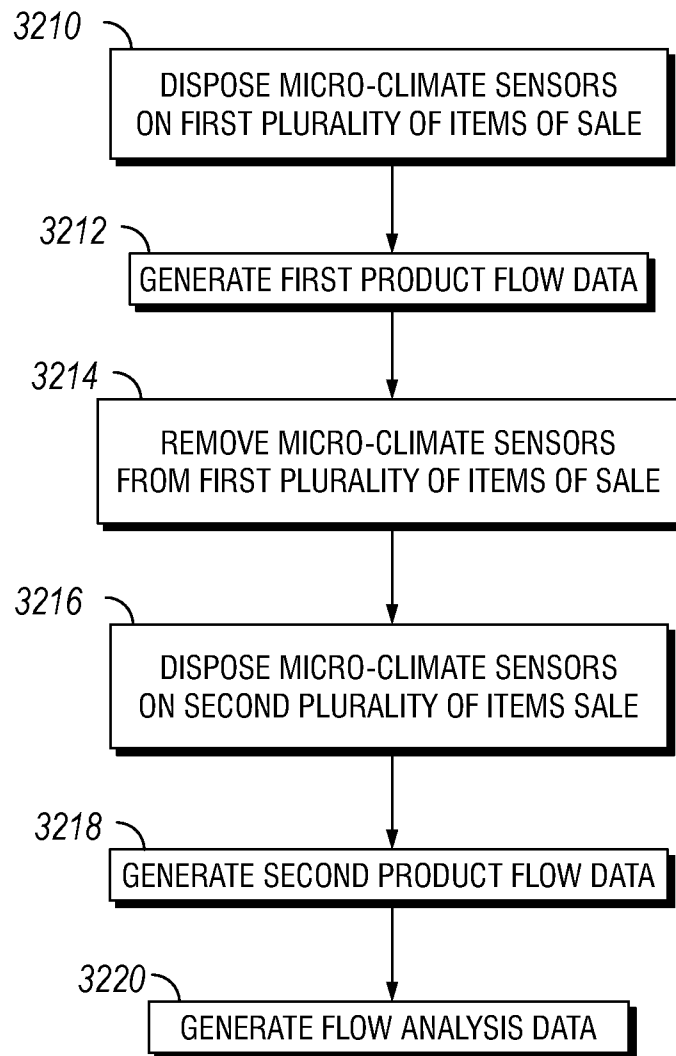 3210
DISPOSE MICRO-CLIMATE SENSORS
ON FIRST PLURALITY OF ITEMS OF SALE
3212
GENERATE FIRST PRODUCT FLOW DATA
3214
REMOVE MICRO-CLIMATE SENSORS
FROM FIRST PLURALITY OF ITEMS OF SALE
3216
DISPOSE MICRO-CLIMATE SENSORS
ON SECOND PLURALITY OF ITEMS SALE
3218
GENERATE SECOND PRODUCT FLOW DATA
3220
GENERATE FLOW ANALYSIS DATA